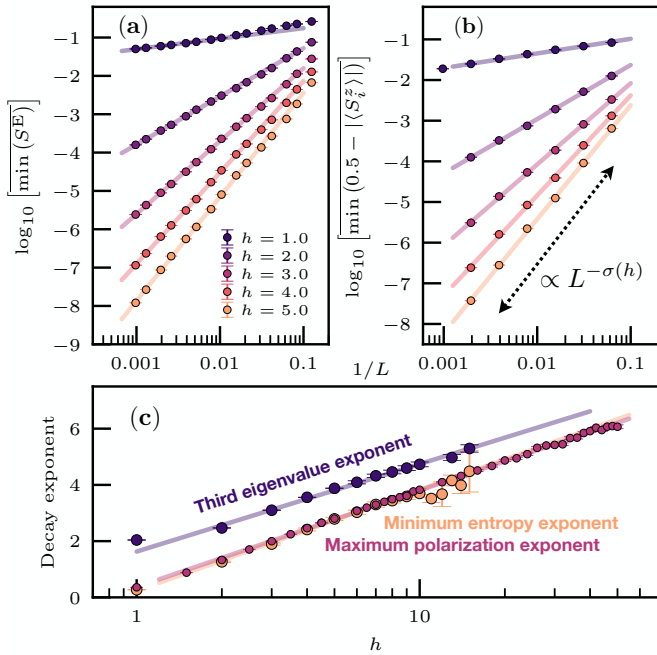 (a)
log₁₀ [min (Sᴱ)]
−1
−2
−3
−4
−5
−6
−7
−8
−9
h = 1.0
h = 2.0
h = 3.0
h = 4.0
h = 5.0
0.001
0.01
0.1
1/L
(b)
log₁₀ [min (0.5 − |⟨Sᵢᶻ⟩|)]
−1
−2
−3
−4
−5
−6
−7
−8
∝ L^{−σ(h)}
0.001
0.01
0.1
(c)
Decay exponent
6
4
2
0
Third eigenvalue exponent
Minimum entropy exponent
Maximum polarization exponent
1
10
h